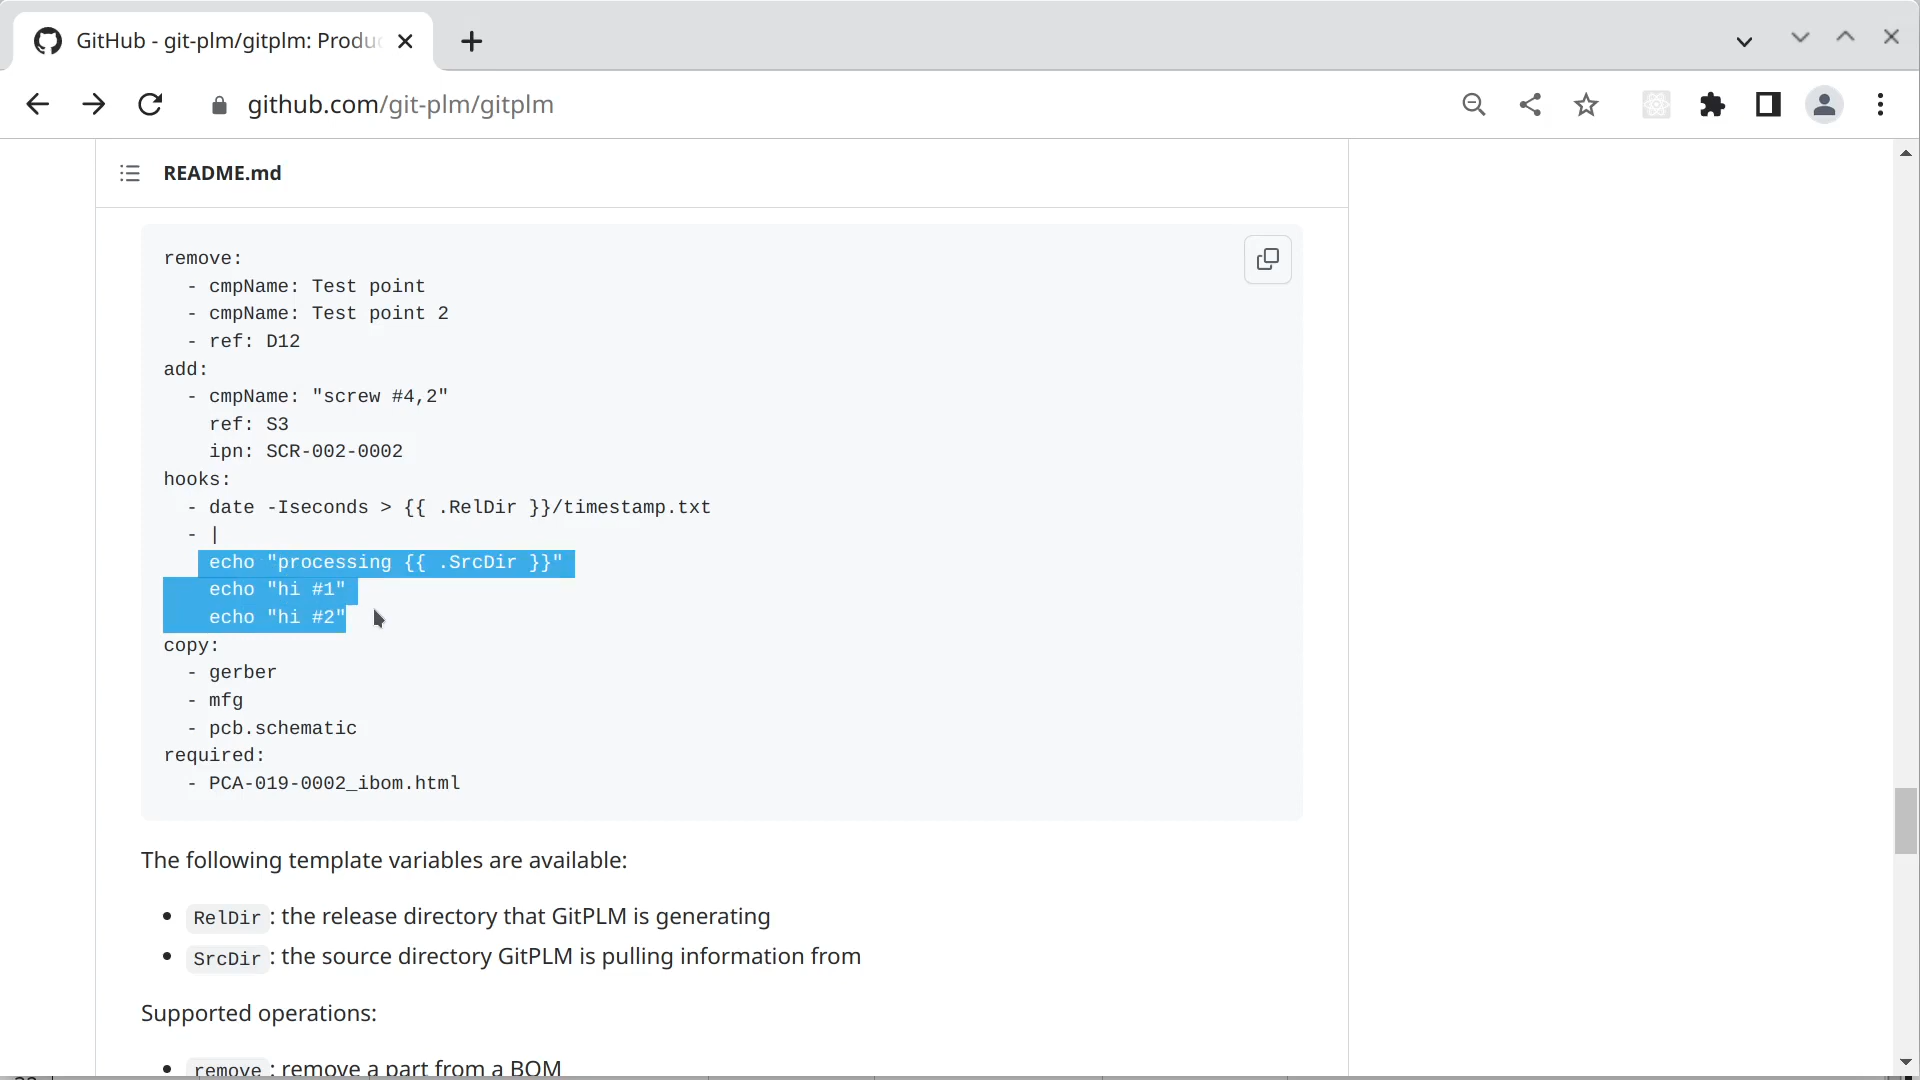 GitHub - git-plm/gitplm: Produc
github.com/git-plm/gitplm
README.md
remove:
- cmpName: Test point
- cmpName: Test point 2
- ref: D12
add:
- cmpName: "screw #4,2"
ref: S3
ipn: SCR-002-0002
hooks:
- date -Iseconds > {{ .RelDir }}/timestamp.txt
- |
echo "processing {{ .SrcDir }}"
echo "hi #1"
echo "hi #2"
copy:
- gerber
- mfg
- pcb.schematic
required:
- PCA-019-0002_ibom.html
The following template variables are available:
• RelDir: the release directory that GitPLM is generating
• SrcDir: the source directory GitPLM is pulling information from
Supported operations:
• remove: remove a part from a BOM